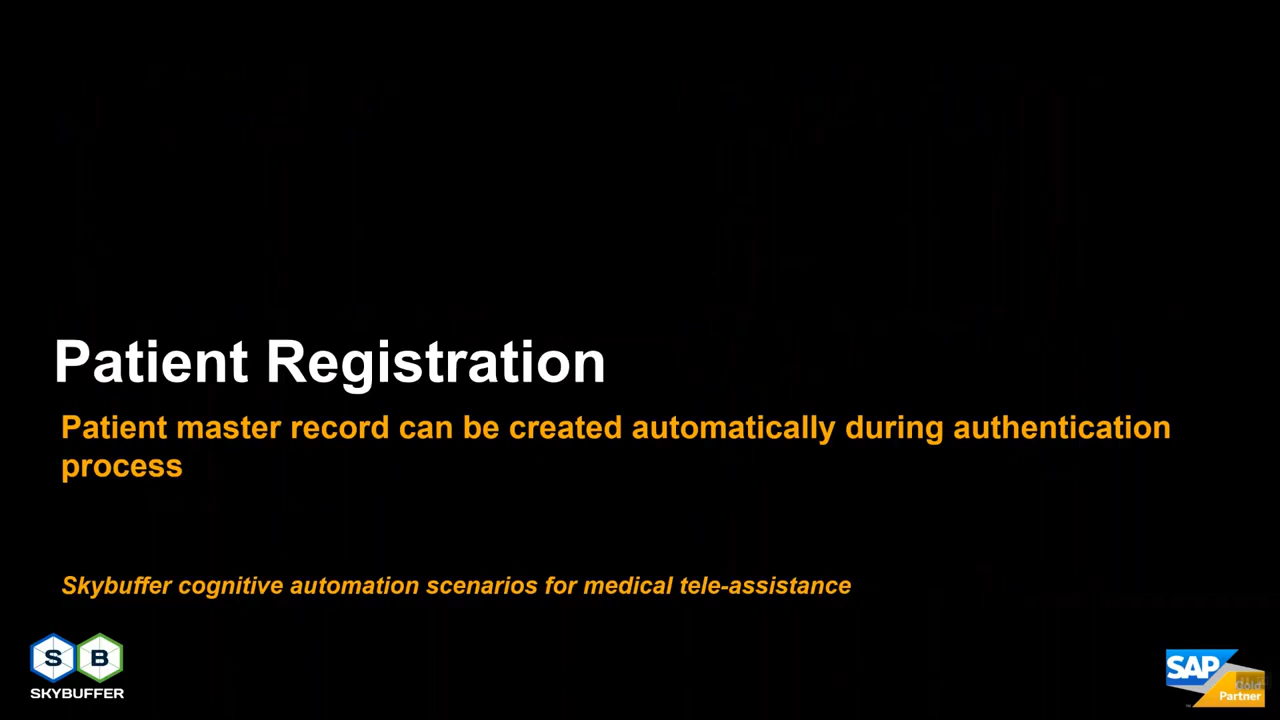 Patient Registration
Patient master record can be created automatically during authentication
process
Skybuffer cognitive automation scenarios for medical tele-assistance
S B
SKYBUFFER
SAP
Gold
Partner